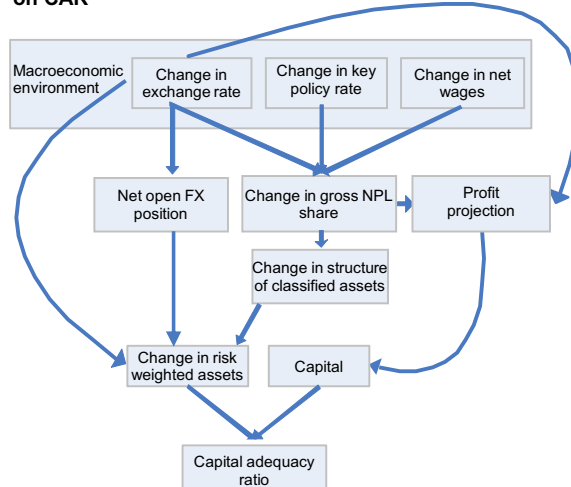 on CAR
Macroeconomic
environment
Change in
exchange rate
Change in key
policy rate
Change in net
wages
Net open FX
position
Change in gross NPL
share
Profit
projection
Change in structure
of classified assets
Change in risk
weighted assets
Capital
Capital adequacy
ratio